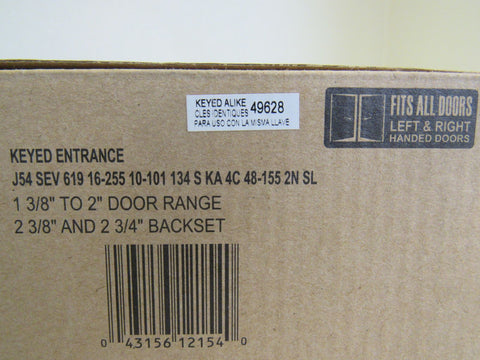 KEYED ALIKE 49628
CLES IDENTIQUES
PARA USO CON LA MISMA LLAVE
FITS ALL DOORS
LEFT & RIGHT
HANDED DOORS
KEYED ENTRANCE
J54 SEV 619 16-255 10-101 134 S KA 4C 48-155 2N SL
1 3/8" TO 2" DOOR RANGE
2 3/8" AND 2 3/4" BACKSET
0 43156 12154 0